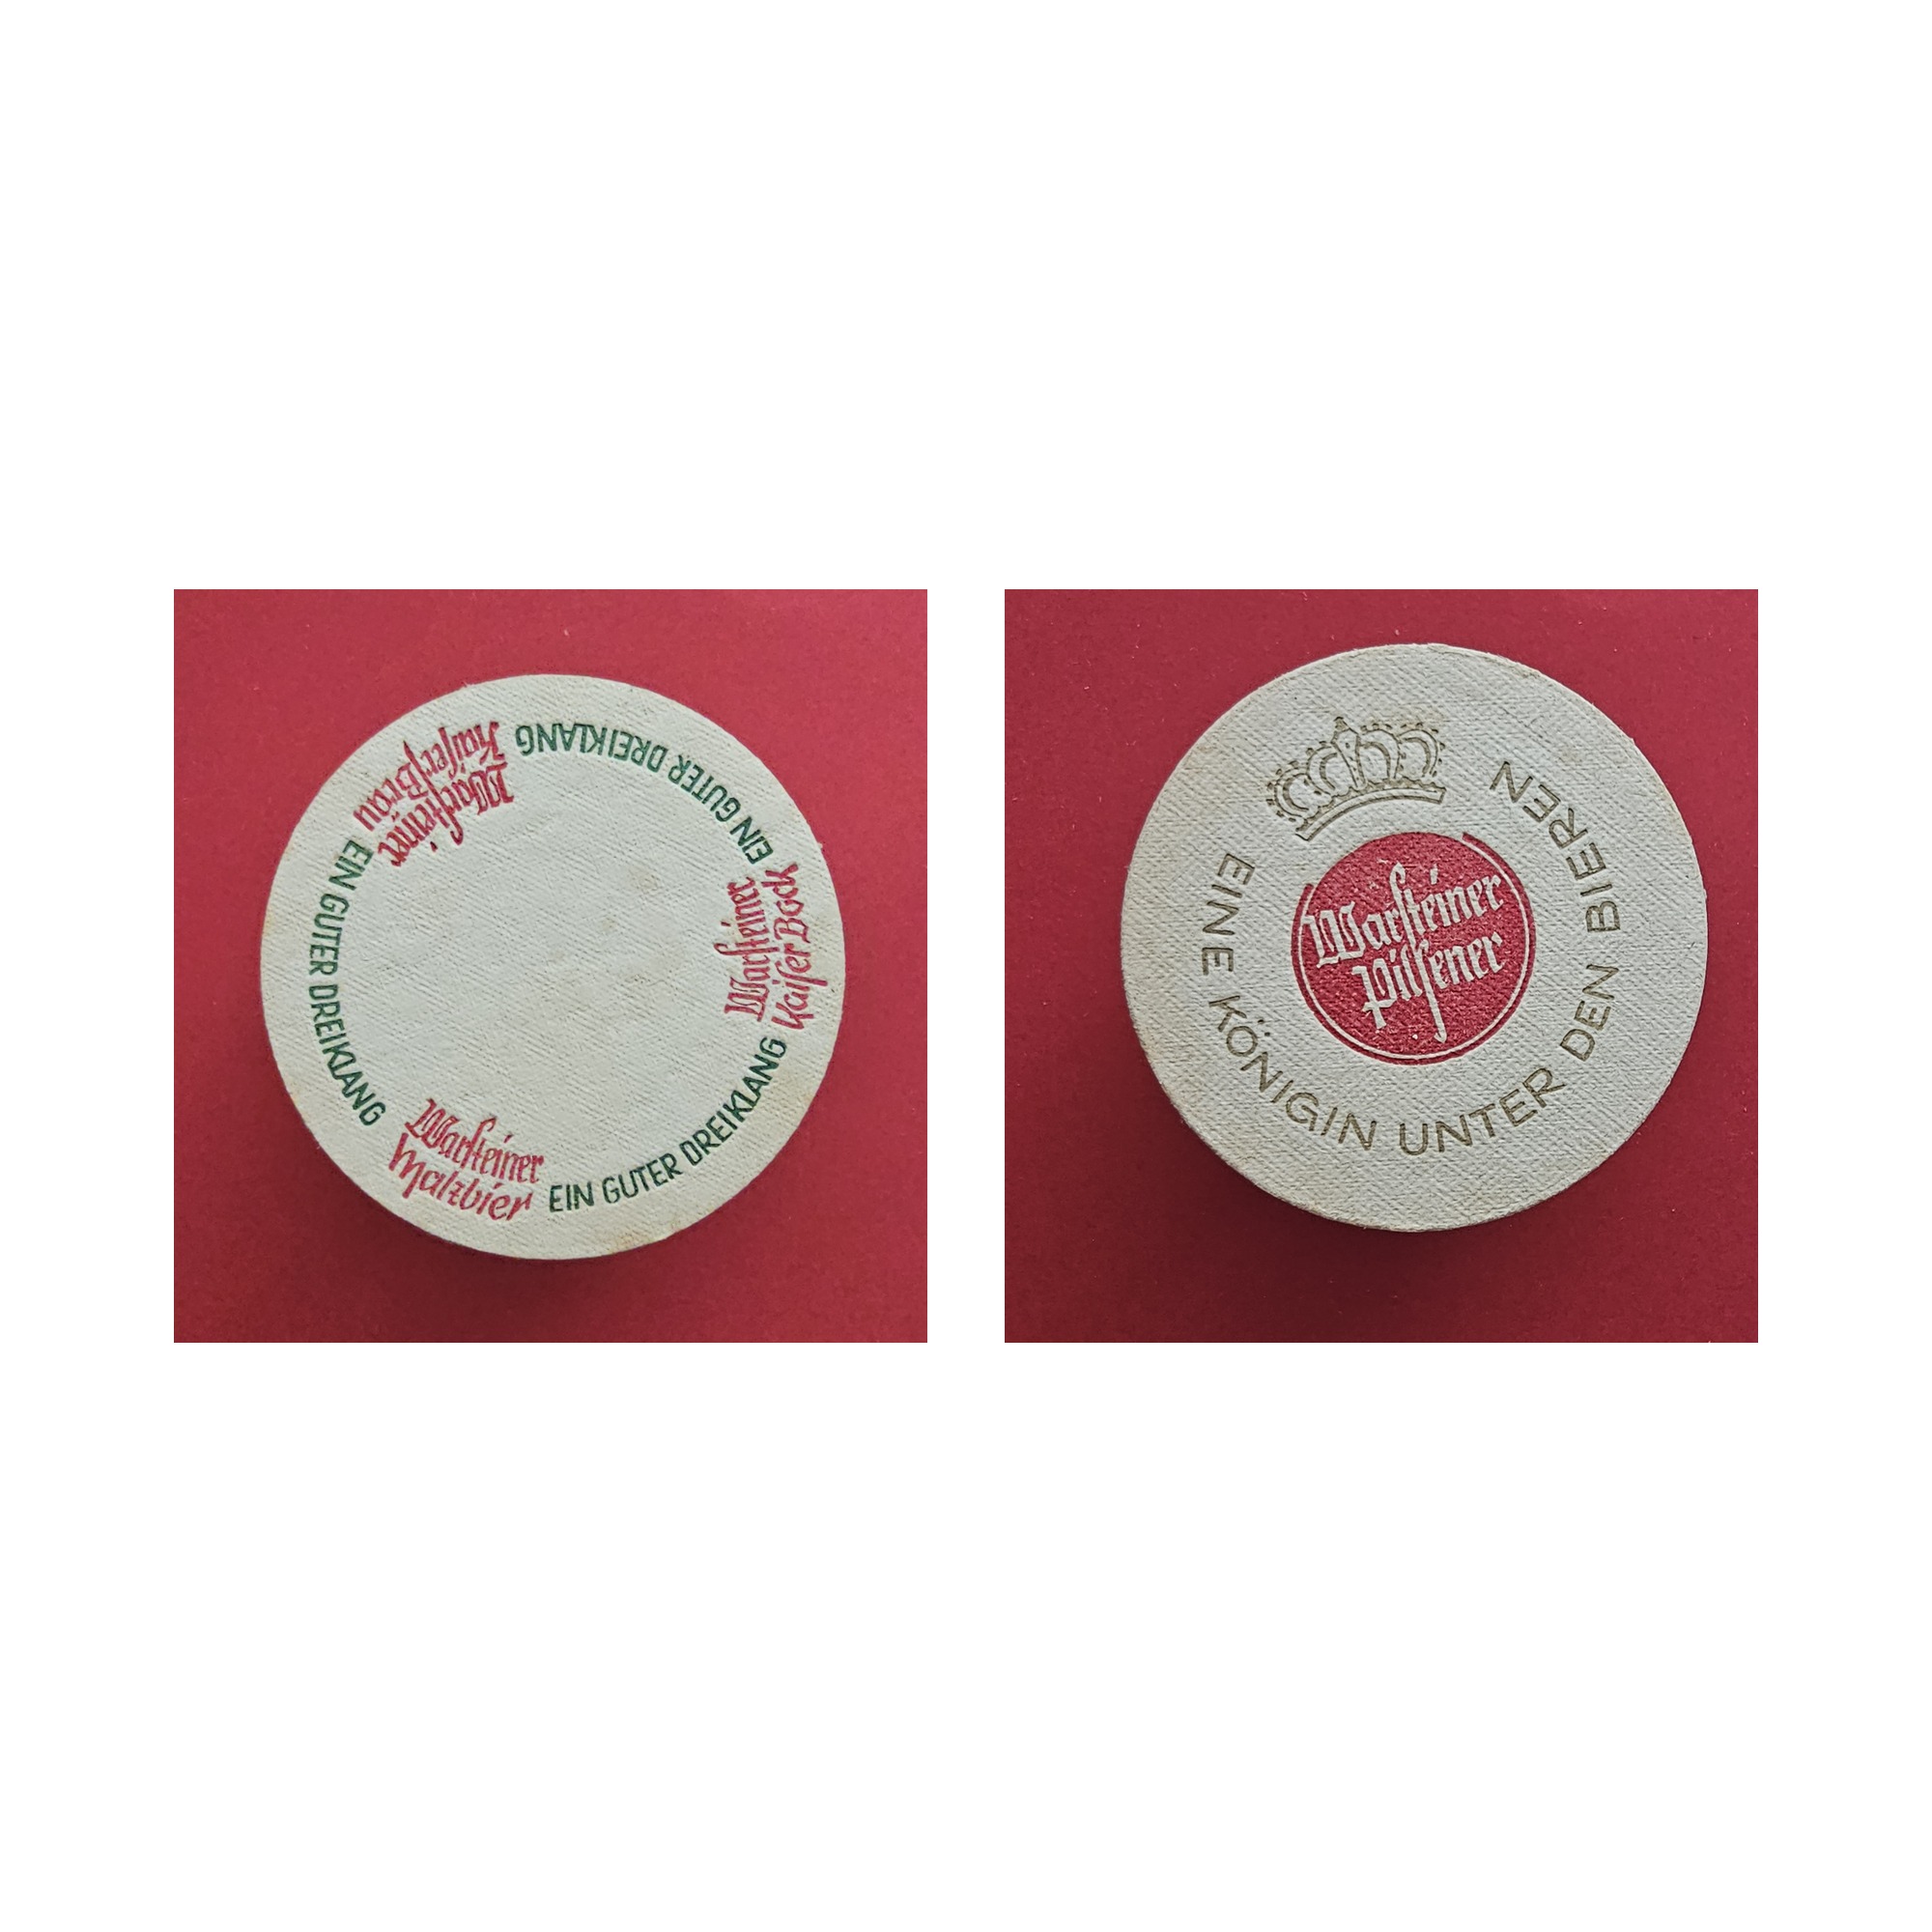 Warsteiner
Kaiser Bräu
EIN GUTER DREIKLANG
Warsteiner
Kaiser Bock
EIN GUTER DREIKLANG
Warsteiner
Malzbier
EIN GUTER DREIKLANG
Warsteiner
Pilsener
EINE KÖNIGIN UNTER DEN BIEREN